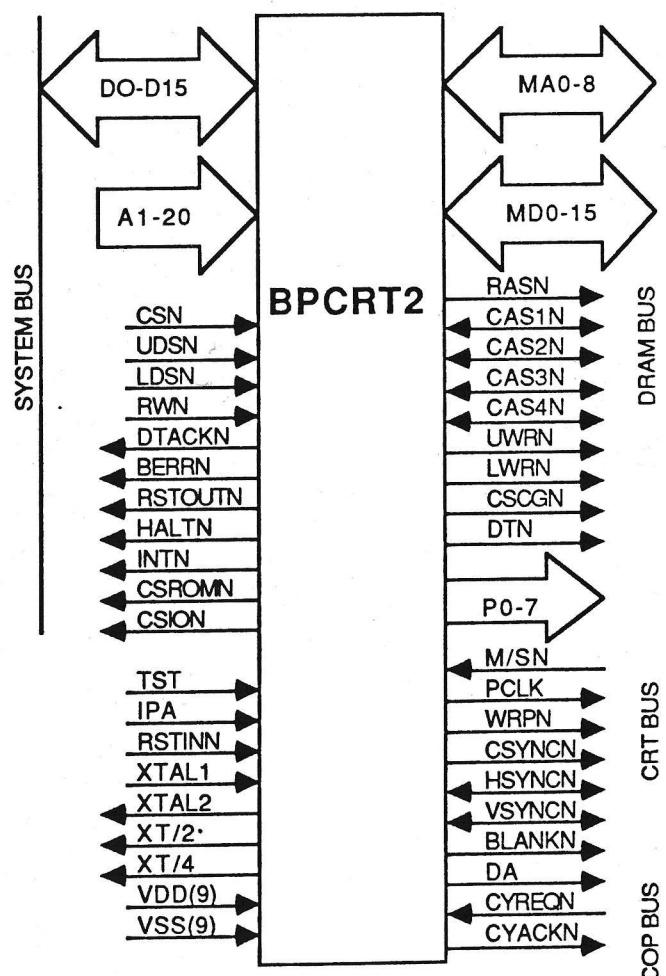 SYSTEM BUS
DO-D15
A1-20
CSN
UDSN
LDSN
RWN
DTACKN
BERRN
RSTOUTN
HALTN
INTN
CSROMN
CSION
TST
IPA
RSTINN
XTAL1
XTAL2
XT/2
XT/4
VDD(9)
VSS(9)
BPCRT2
MA0-8
MD0-15
RASN
CAS1N
CAS2N
CAS3N
CAS4N
UWRN
LWRN
CSCGN
DTN
P0-7
M/SN
PCLK
WRPN
CSYNCN
HSYNCN
VSYNCN
BLANKN
DA
CYREQN
CYACKN
DRAM BUS
CRT BUS
COP BUS